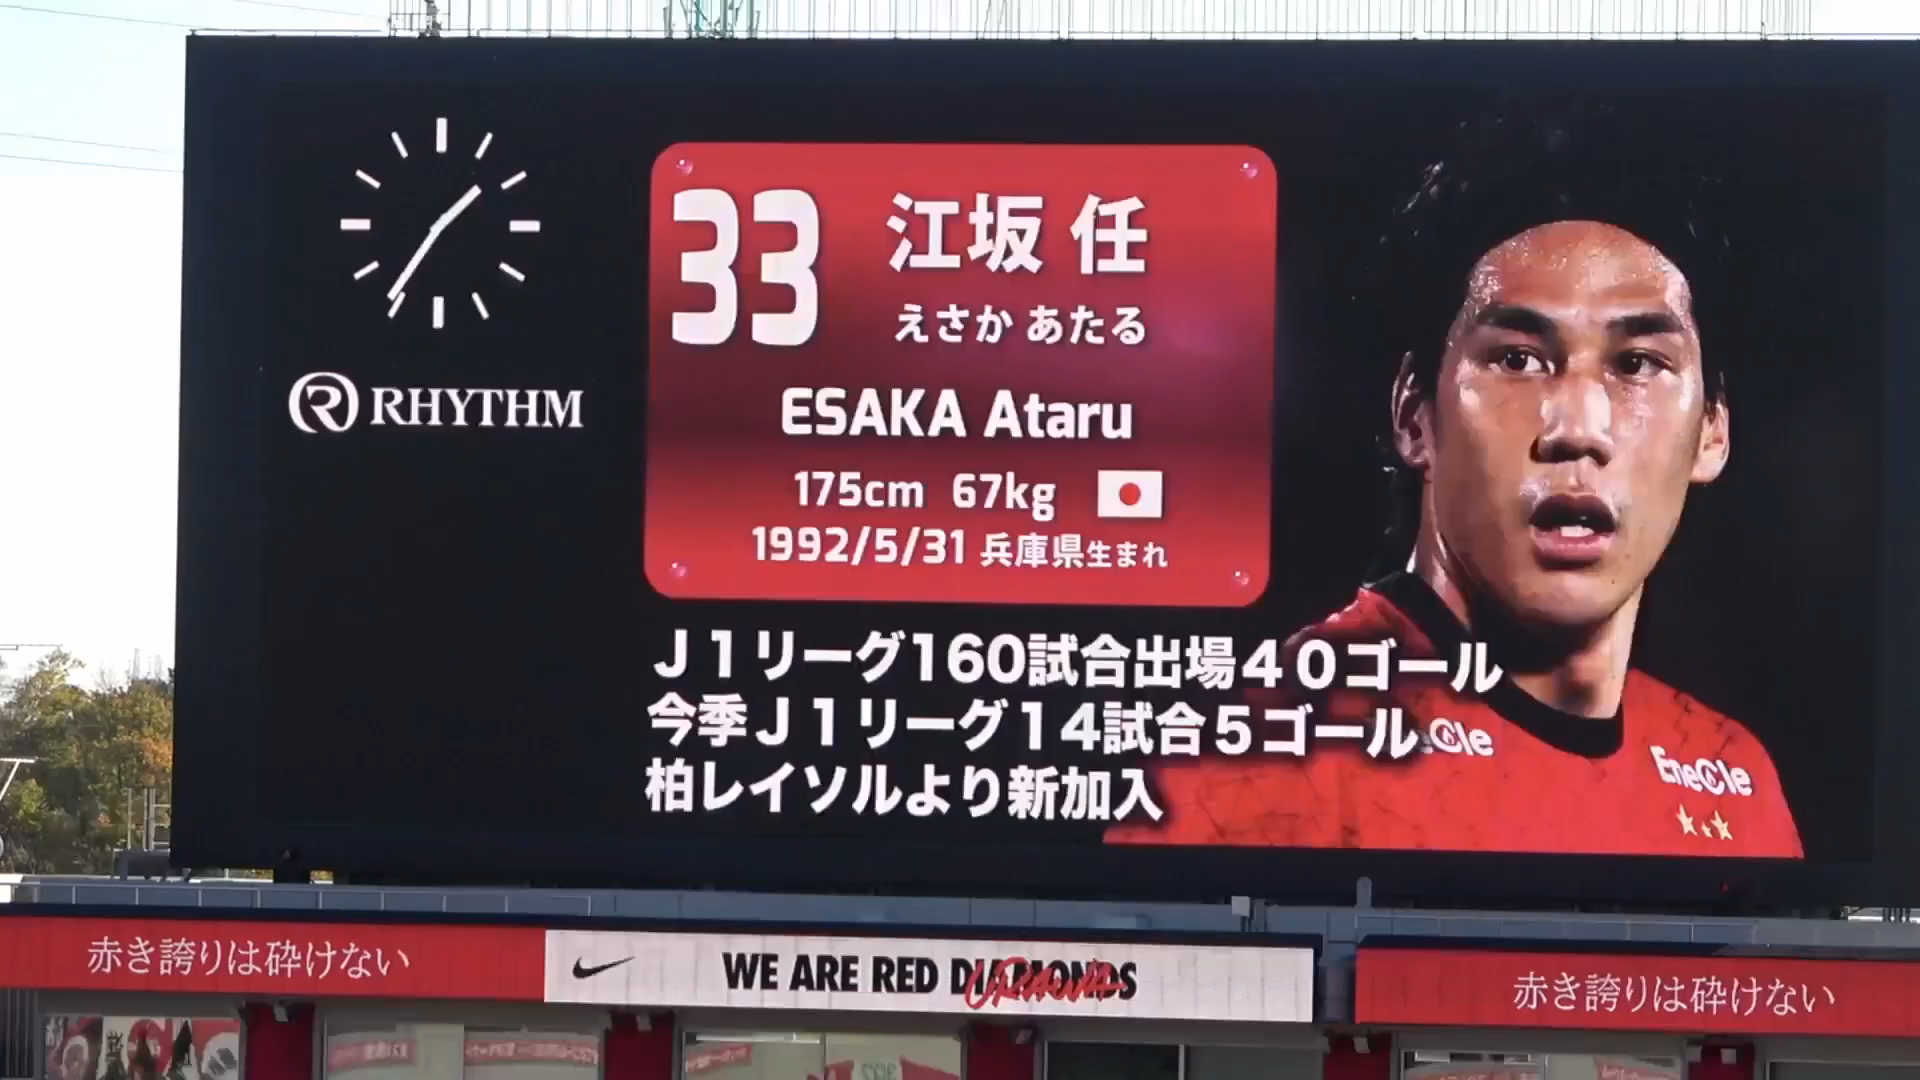 33 江坂 任
えさか あたる
ESAKA Ataru
175cm 67kg
1992/5/31 兵庫県生まれ
RHYTHM
J1リーグ160試合出場40ゴール
今季J1リーグ14試合5ゴール
柏レイソルより新加入
EneCle
赤き誇りは砕けない
WE ARE RED DIAMONDS
URAWA
赤き誇りは砕けない